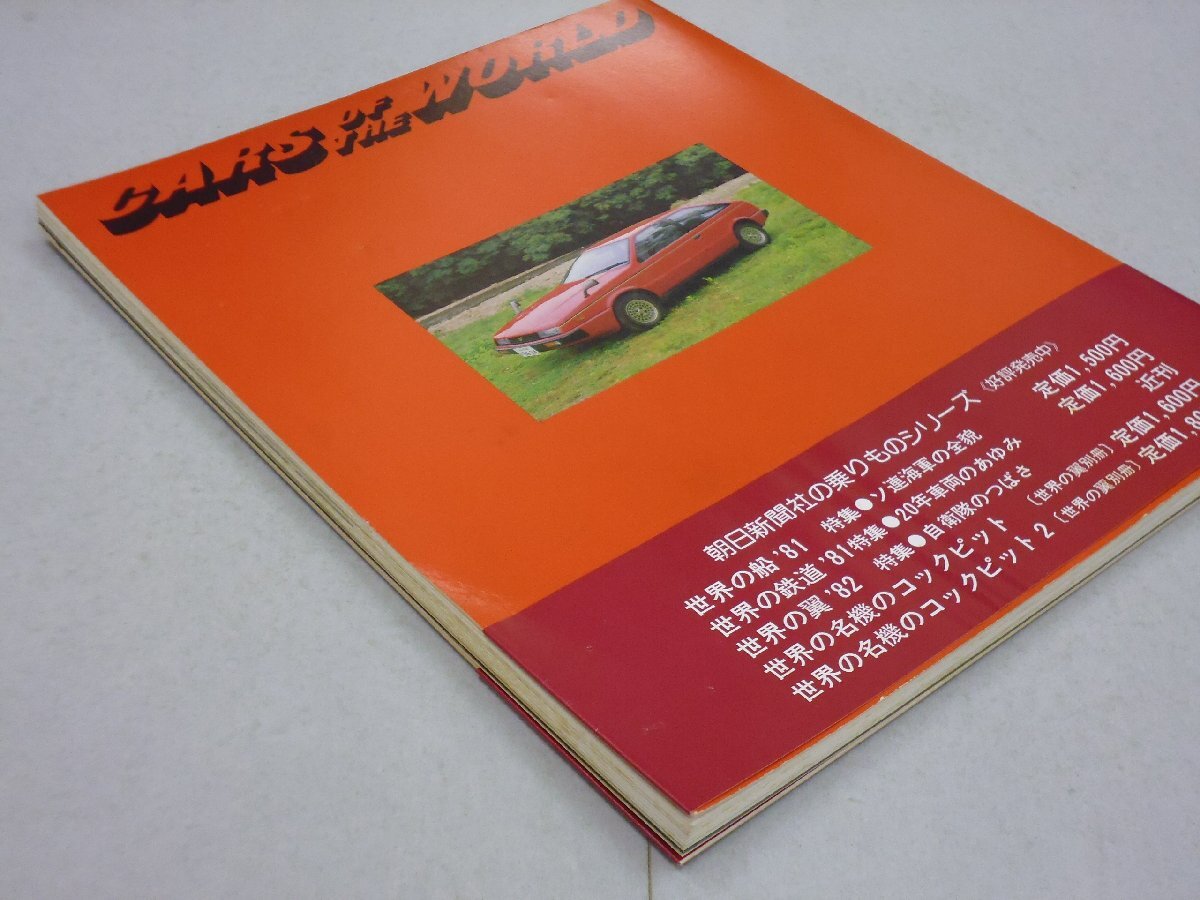 CARS OF THE WORLD
朝日新聞社の乗りものシリーズ《好評発売中》
世界の船'81 特集●ソ連海軍の全貌 定価1,500円
世界の鉄道'81 特集●20年車両のあゆみ 定価1,600円
世界の翼'82 特集●自衛隊のつばさ 近刊
世界の名機のコックピット〔世界の翼別冊〕定価1,600円
世界の名機のコックピット2〔世界の翼別冊〕定価1,8